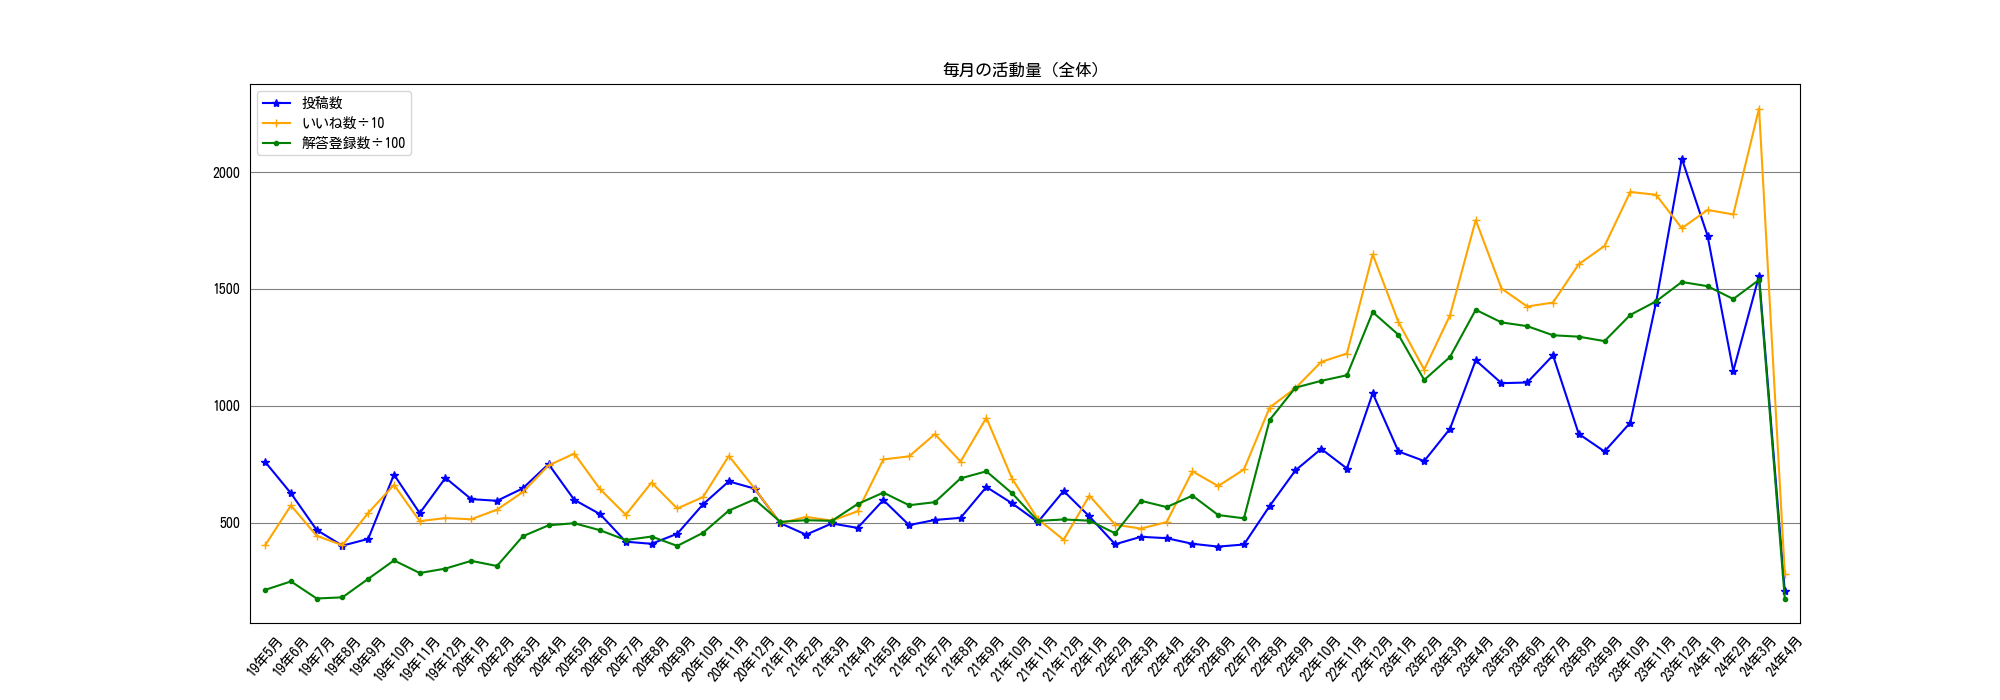 毎月の活動量（全体）
投稿数
いいね数÷10
解答登録数÷100
2000
1500
1000
500
19年5月
19年6月
19年7月
19年8月
19年9月
19年10月
19年11月
19年12月
20年1月
20年2月
20年3月
20年4月
20年5月
20年6月
20年7月
20年8月
20年9月
20年10月
20年11月
20年12月
21年1月
21年2月
21年3月
21年4月
21年5月
21年6月
21年7月
21年8月
21年9月
21年10月
21年11月
21年12月
22年1月
22年2月
22年3月
22年4月
22年5月
22年6月
22年7月
22年8月
22年9月
22年10月
22年11月
22年12月
23年1月
23年2月
23年3月
23年4月
23年5月
23年6月
23年7月
23年8月
23年9月
23年10月
23年11月
23年12月
24年1月
24年2月
24年3月
24年4月